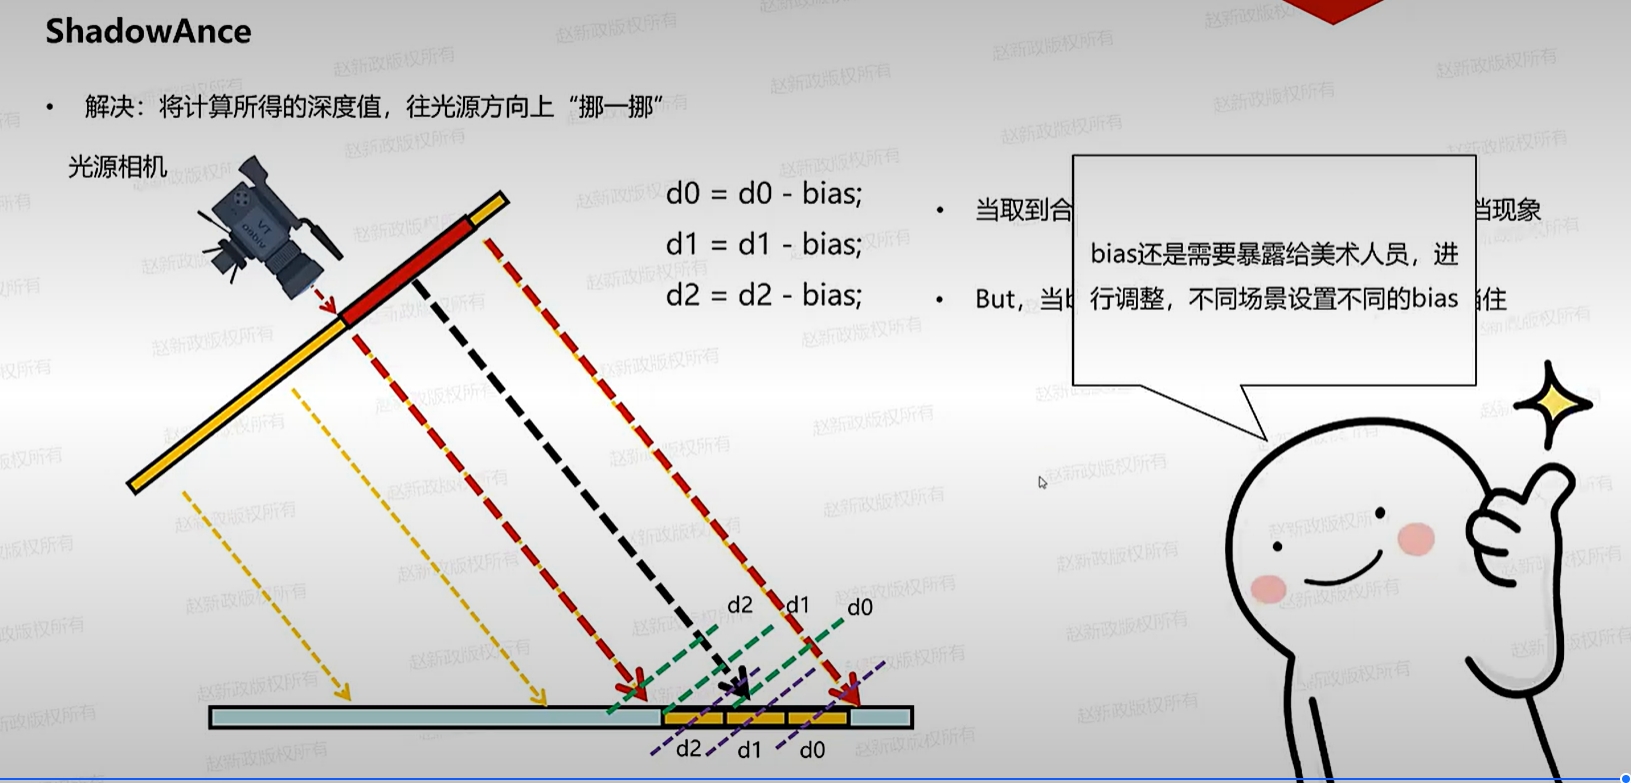 ShadowAnce
• 解决：将计算所得的深度值，往光源方向上“挪一挪”
光源相机
d0 = d0 - bias;
d1 = d1 - bias;
d2 = d2 - bias;
• 当取到合
当现象
• But，当
住
bias还是需要暴露给美术人员，进
行调整，不同场景设置不同的bias
d2 d1 d0
d2 d1 d0
赵新政版权所有